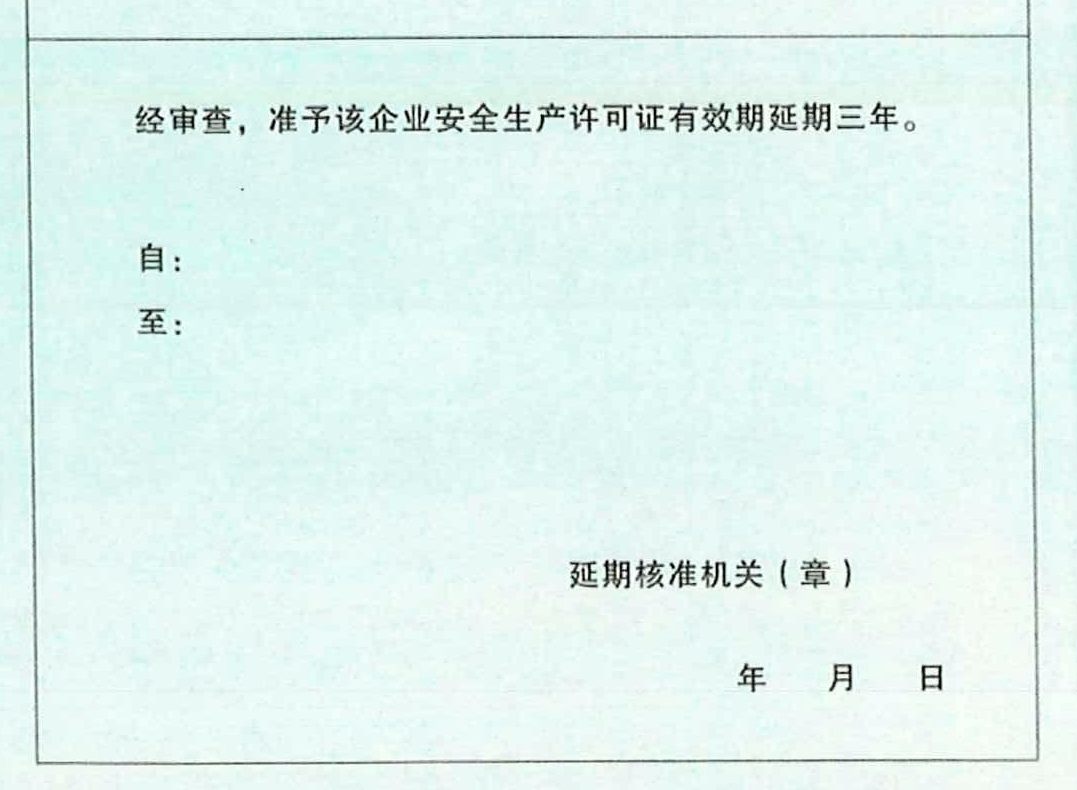 经审查，准予该企业安全生产许可证有效期延期三年。
自：
至：
延期核准机关（章）
年 月 日